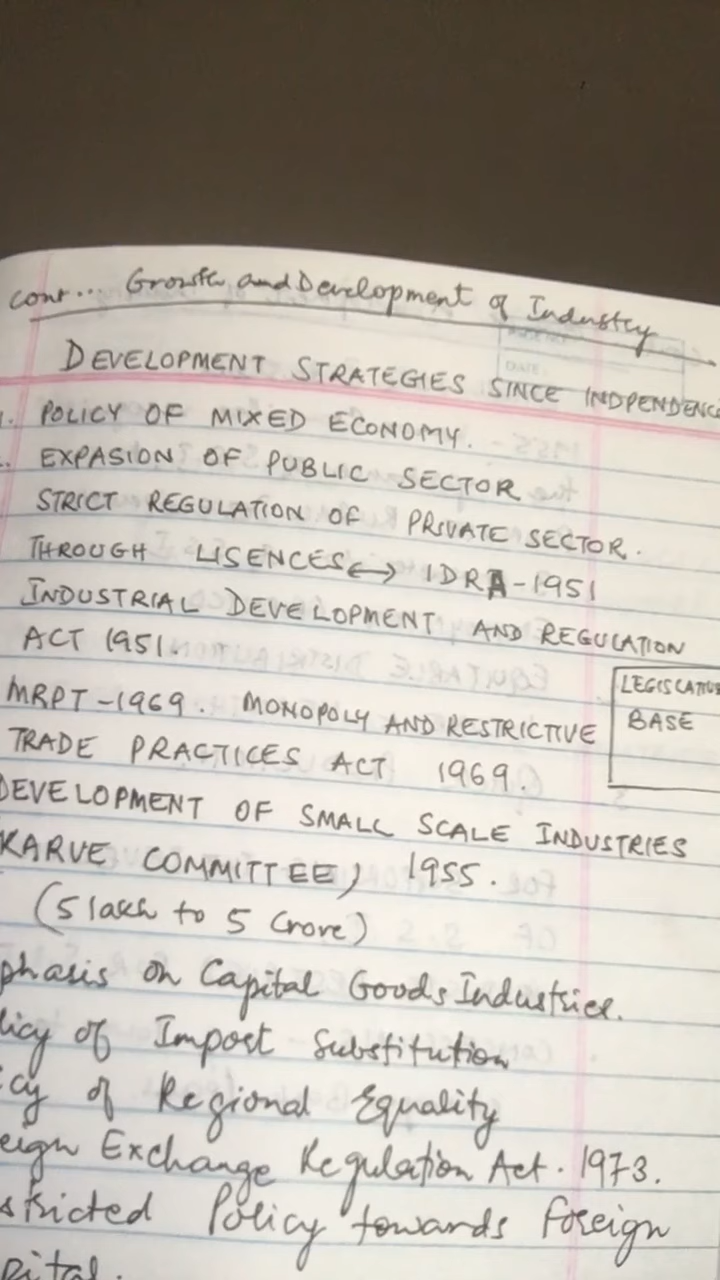 cont... Growth and Development of Industry
DEVELOPMENT STRATEGIES SINCE INDPENDENCE
1. POLICY OF MIXED ECONOMY.
EXPASION OF PUBLIC SECTOR
STRICT REGULATION OF PRIVATE SECTOR.
THROUGH LISENCES ↔ IDRA-1951
INDUSTRIAL DEVELOPMENT AND REGULATION
ACT 1951.
LEGISLATIVE
MRPT-1969. MONOPOLY AND RESTRICTIVE
BASE
TRADE PRACTICES ACT 1969.
DEVELOPMENT OF SMALL SCALE INDUSTRIES
KARVE COMMITTEE) 1955.
(5 lakh to 5 Crore)
phasis on Capital Goods Industries.
licy of Import Substitution
cy of Regional Equality
eign Exchange Regulation Act. 1973.
stricted Policy towards foreign
pital.